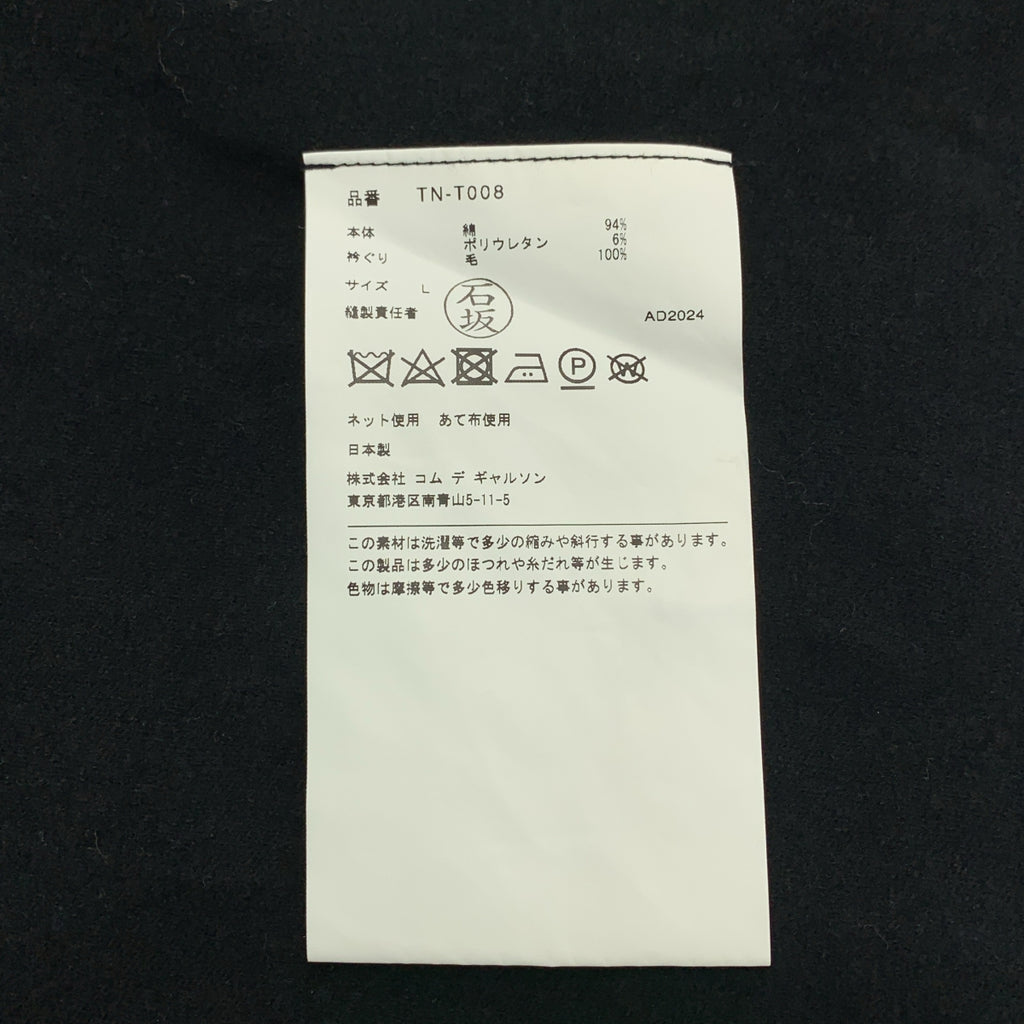 品番 TN-T008
本体 綿 94%
ポリウレタン 6%
衿ぐり 毛 100%
サイズ L
縫製責任者 石坂 AD2024
P W
ネット使用 あて布使用
日本製
株式会社 コム デ ギャルソン
東京都港区南青山5-11-5
この素材は洗濯等で多少の縮みや斜行する事があります。
この製品は多少のほつれや糸だれ等が生じます。
色物は摩擦等で多少色移りする事があります。